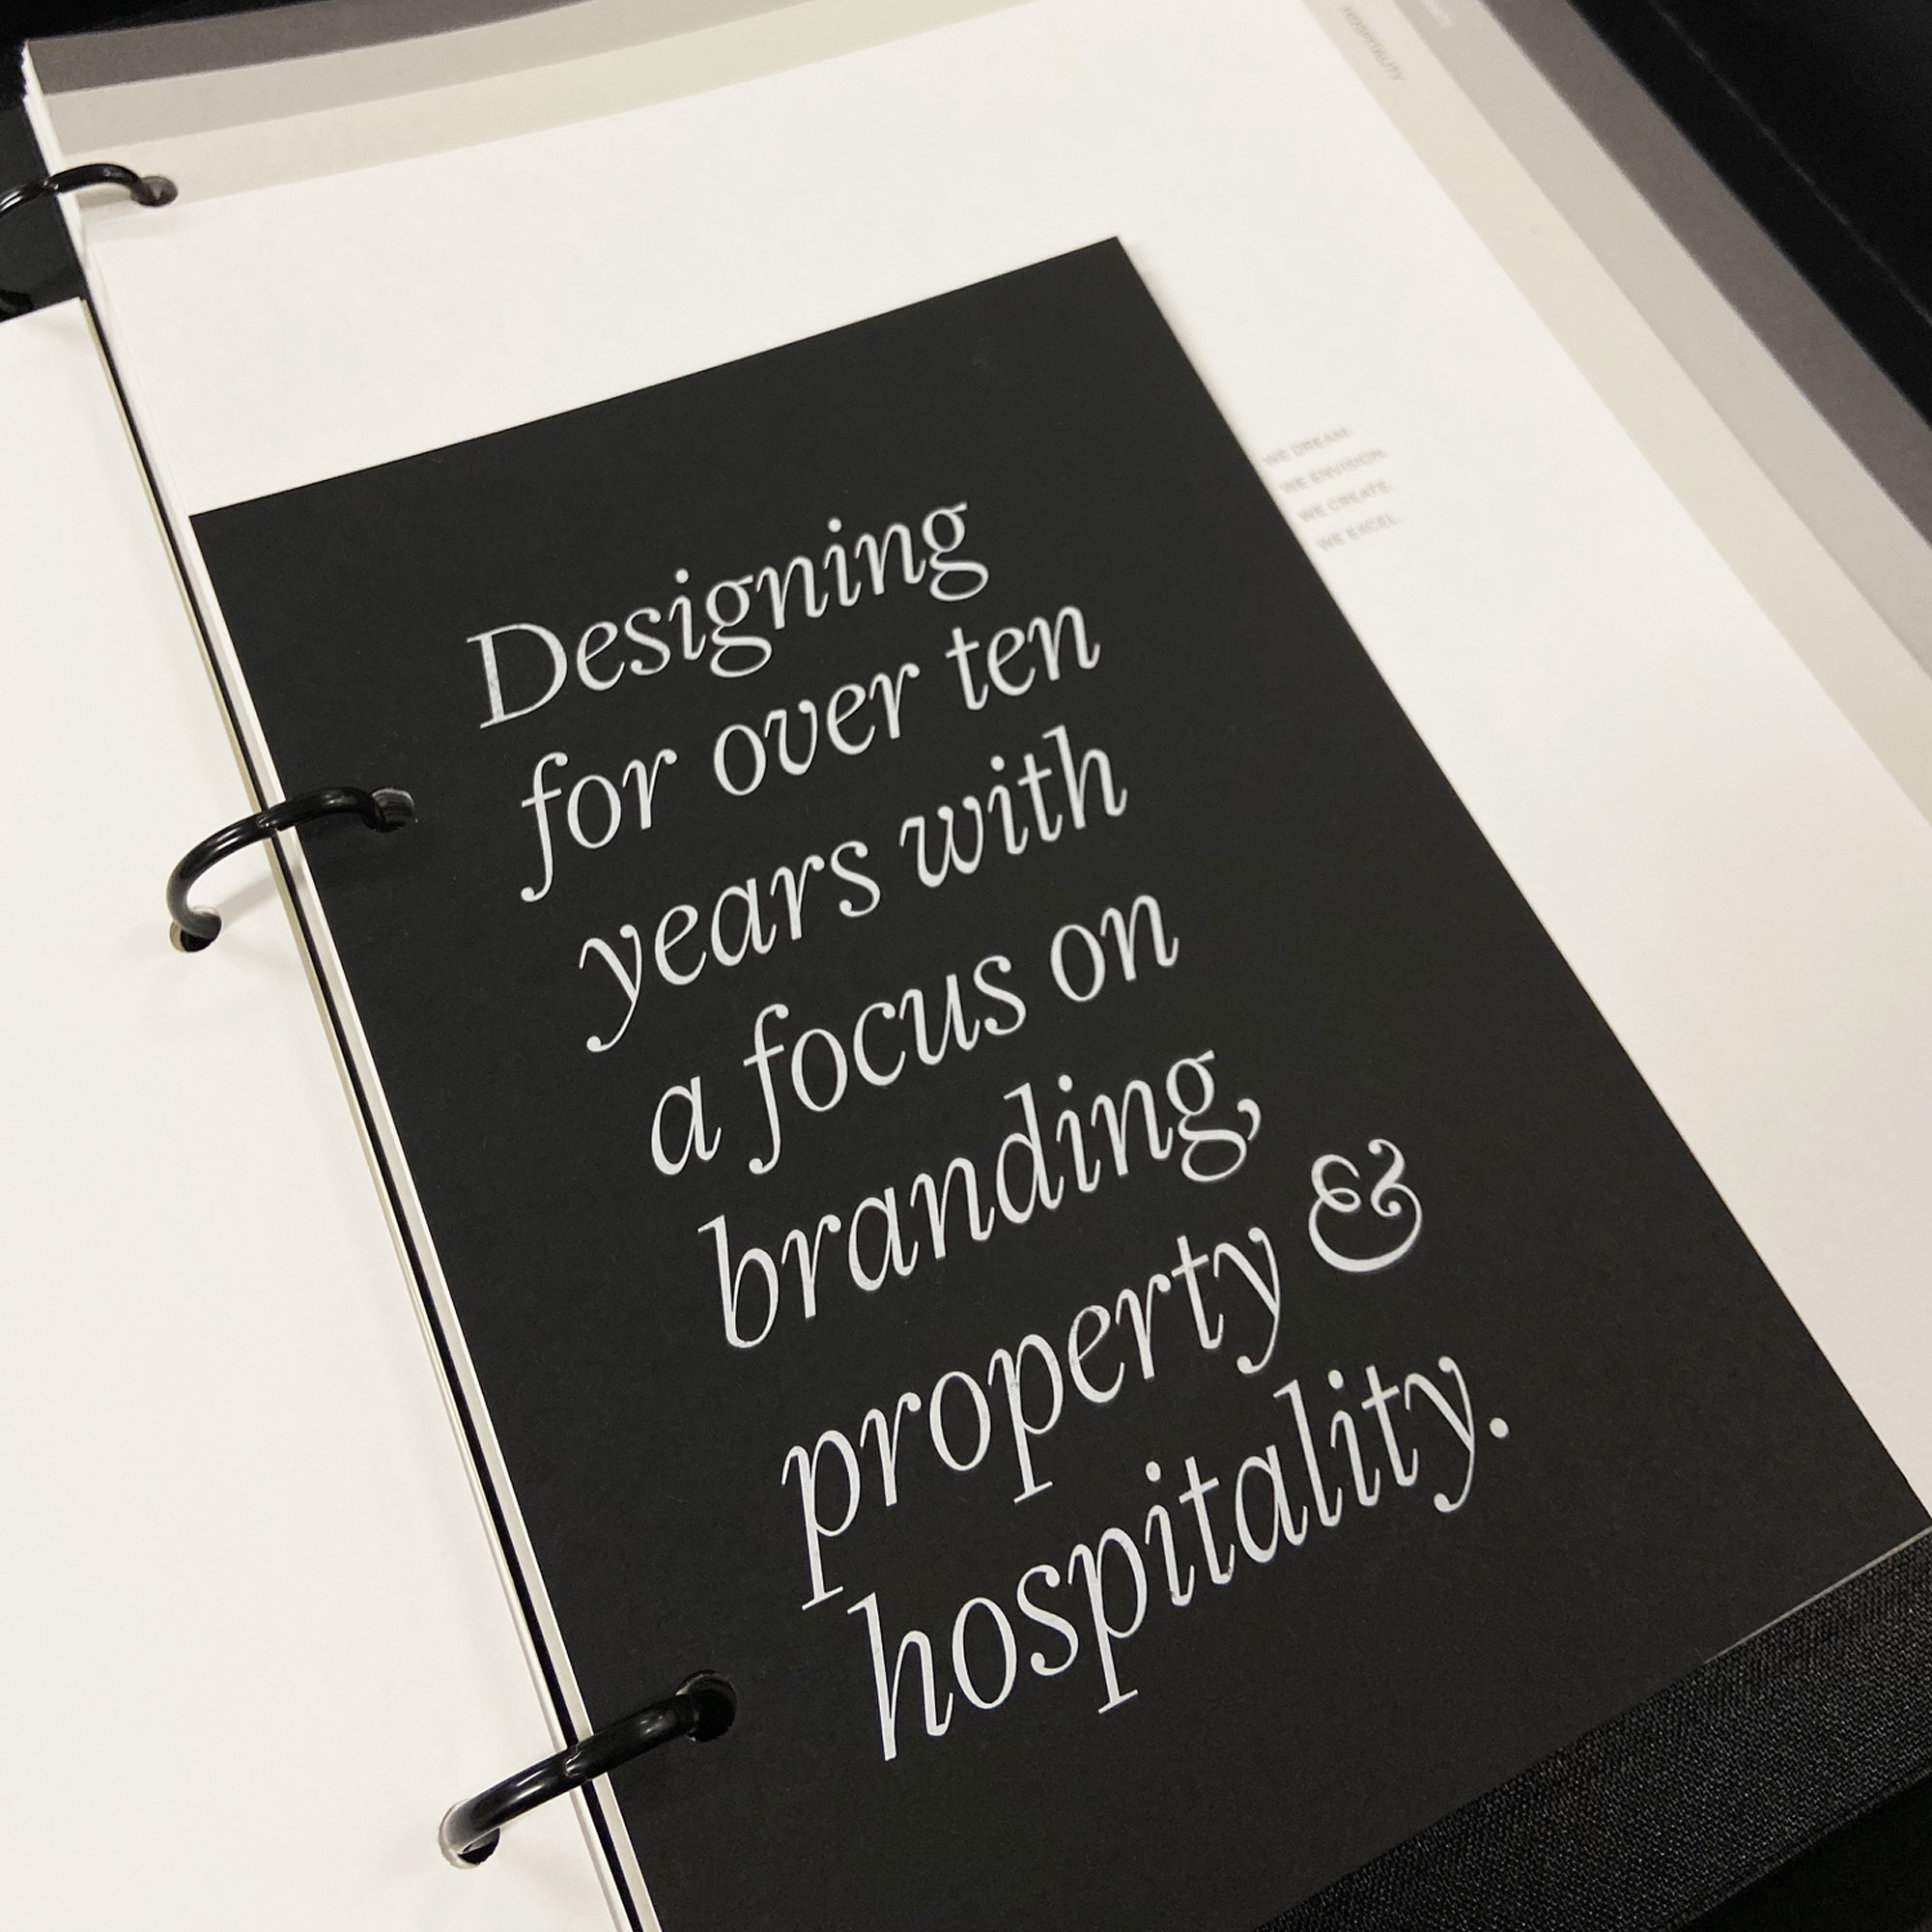 #HOSPITALITY
WE DREAM.
WE ENVISION.
WE CREATE.
WE EXCEL.
Designing
for over ten
years with
a focus on
branding,
property &
hospitality.